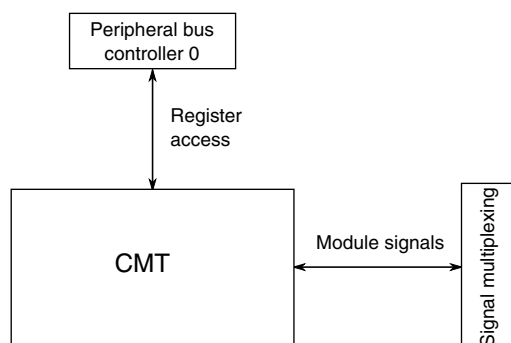 Peripheral bus
controller 0
Register
access
CMT
Module signals
Signal multiplexing